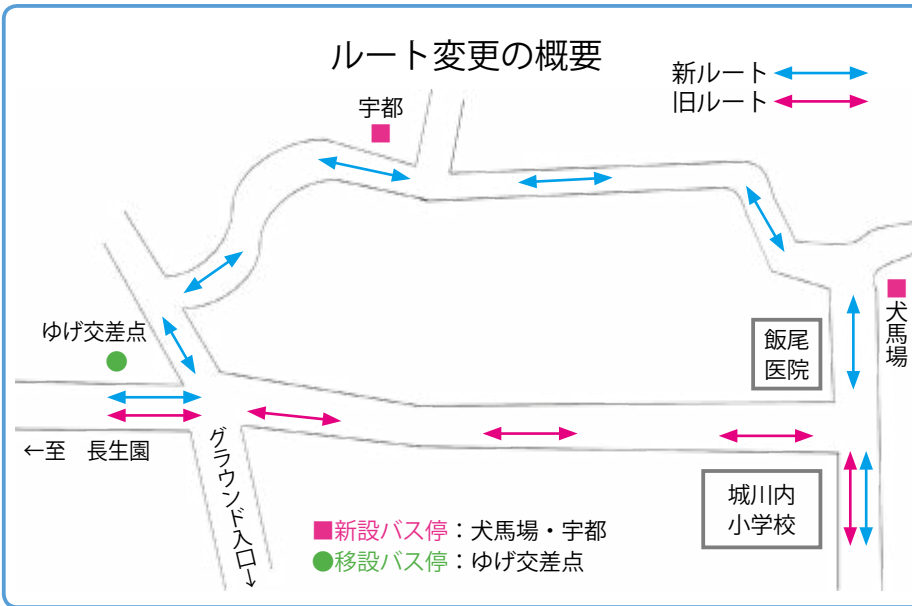 ルート変更の概要
新ルート
旧ルート
宇都
ゆげ交差点
犬馬場
飯尾
医院
←至 長生園
グラウンド入口→
城川内
小学校
■新設バス停：犬馬場・宇都
●移設バス停：ゆげ交差点